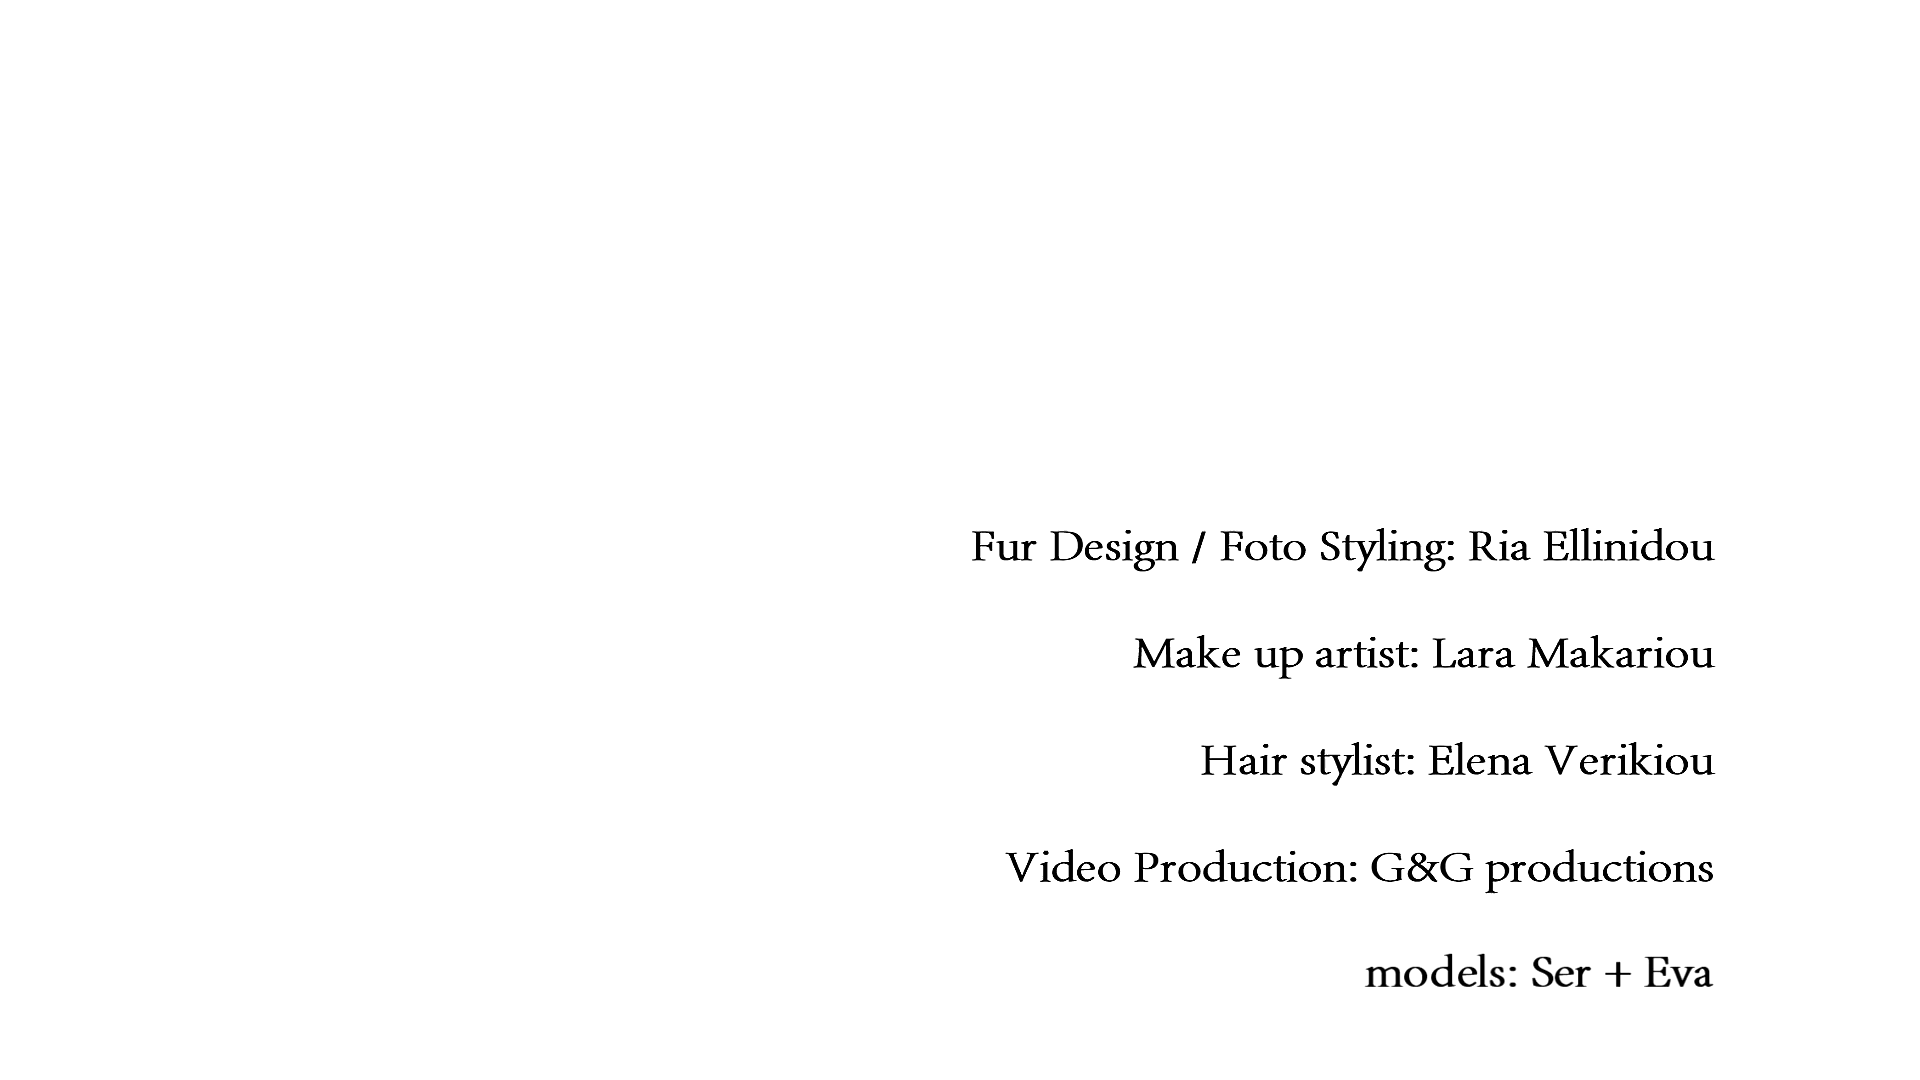 Fur Design / Foto Styling: Ria Ellinidou
Make up artist: Lara Makariou
Hair stylist: Elena Verikiou
Video Production: G&G productions
models: Ser + Eva